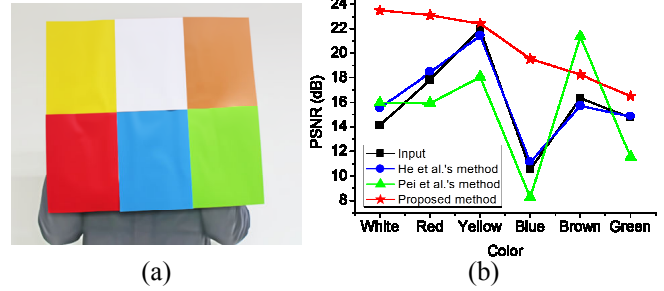 24
22
20
18
16
14
12
10
8
PSNR (dB)
Input
He et al.'s method
Pei et al.'s method
Proposed method
White Red Yellow Blue Brown Green
Color
(a) (b)